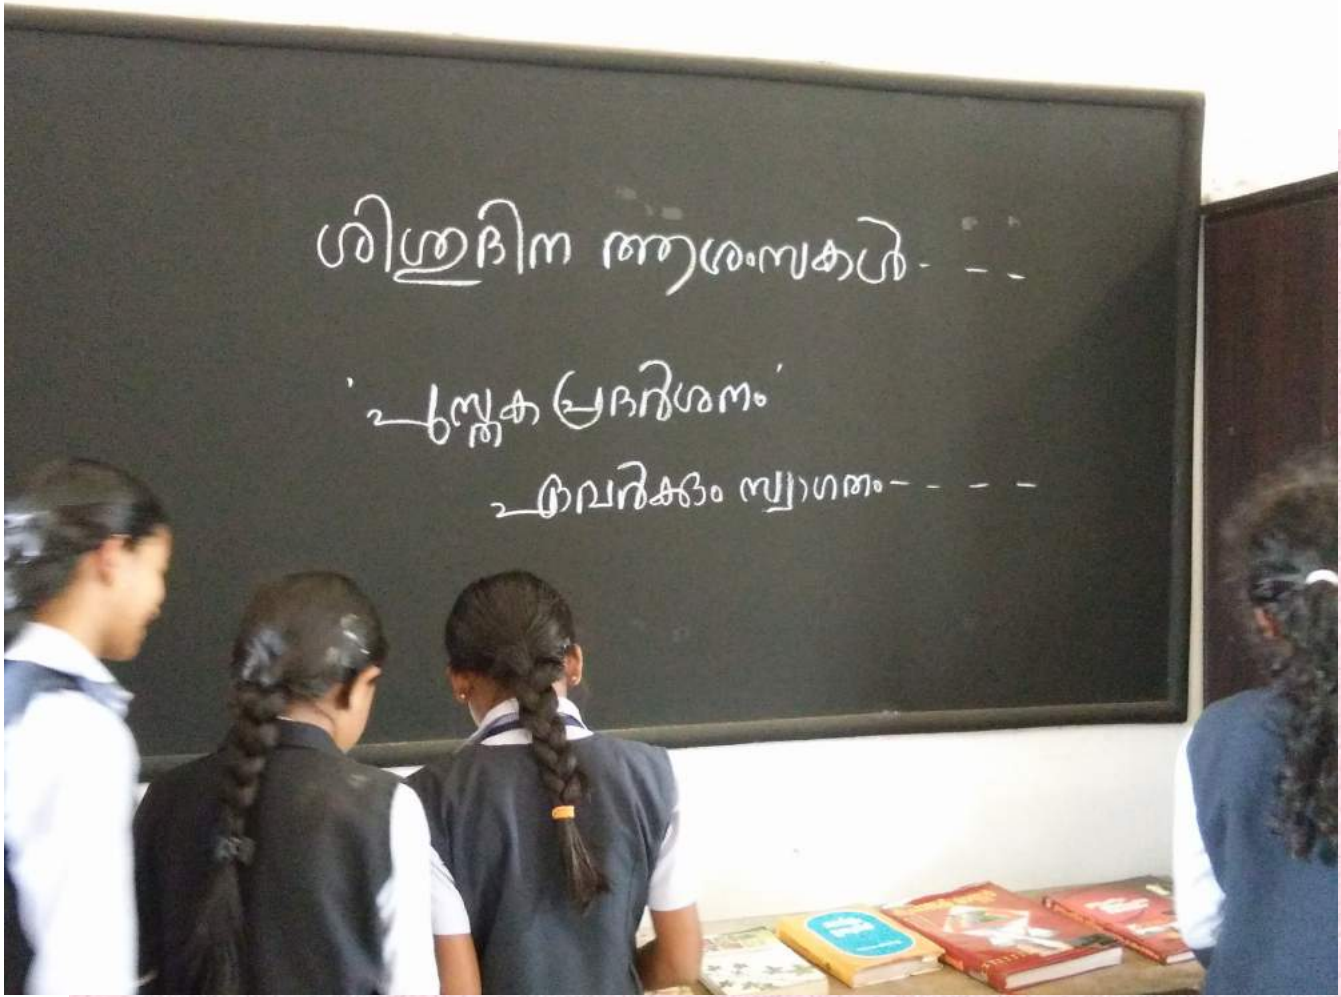 ശിശുദിന ആശംസകൾ- - - -
'പുസ്തക പ്രദർശനം'
ഏവർക്കും സ്വാഗതം- - - -